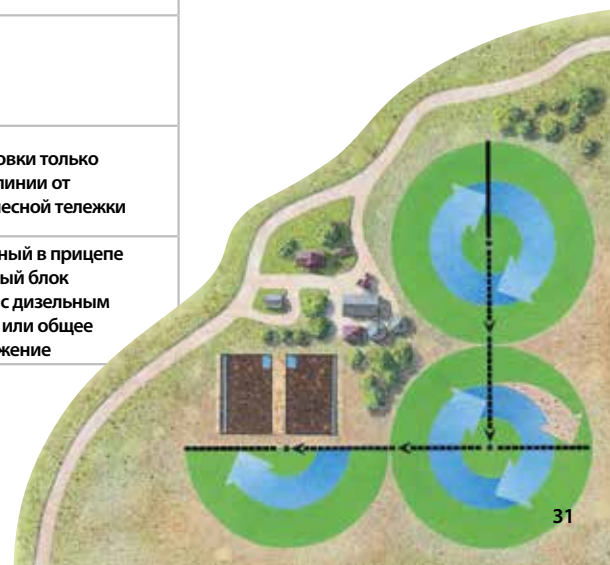 овки только
линии от
лесной тележки
ный в прицепе
ый блок
с дизельным
или общее
жение
31